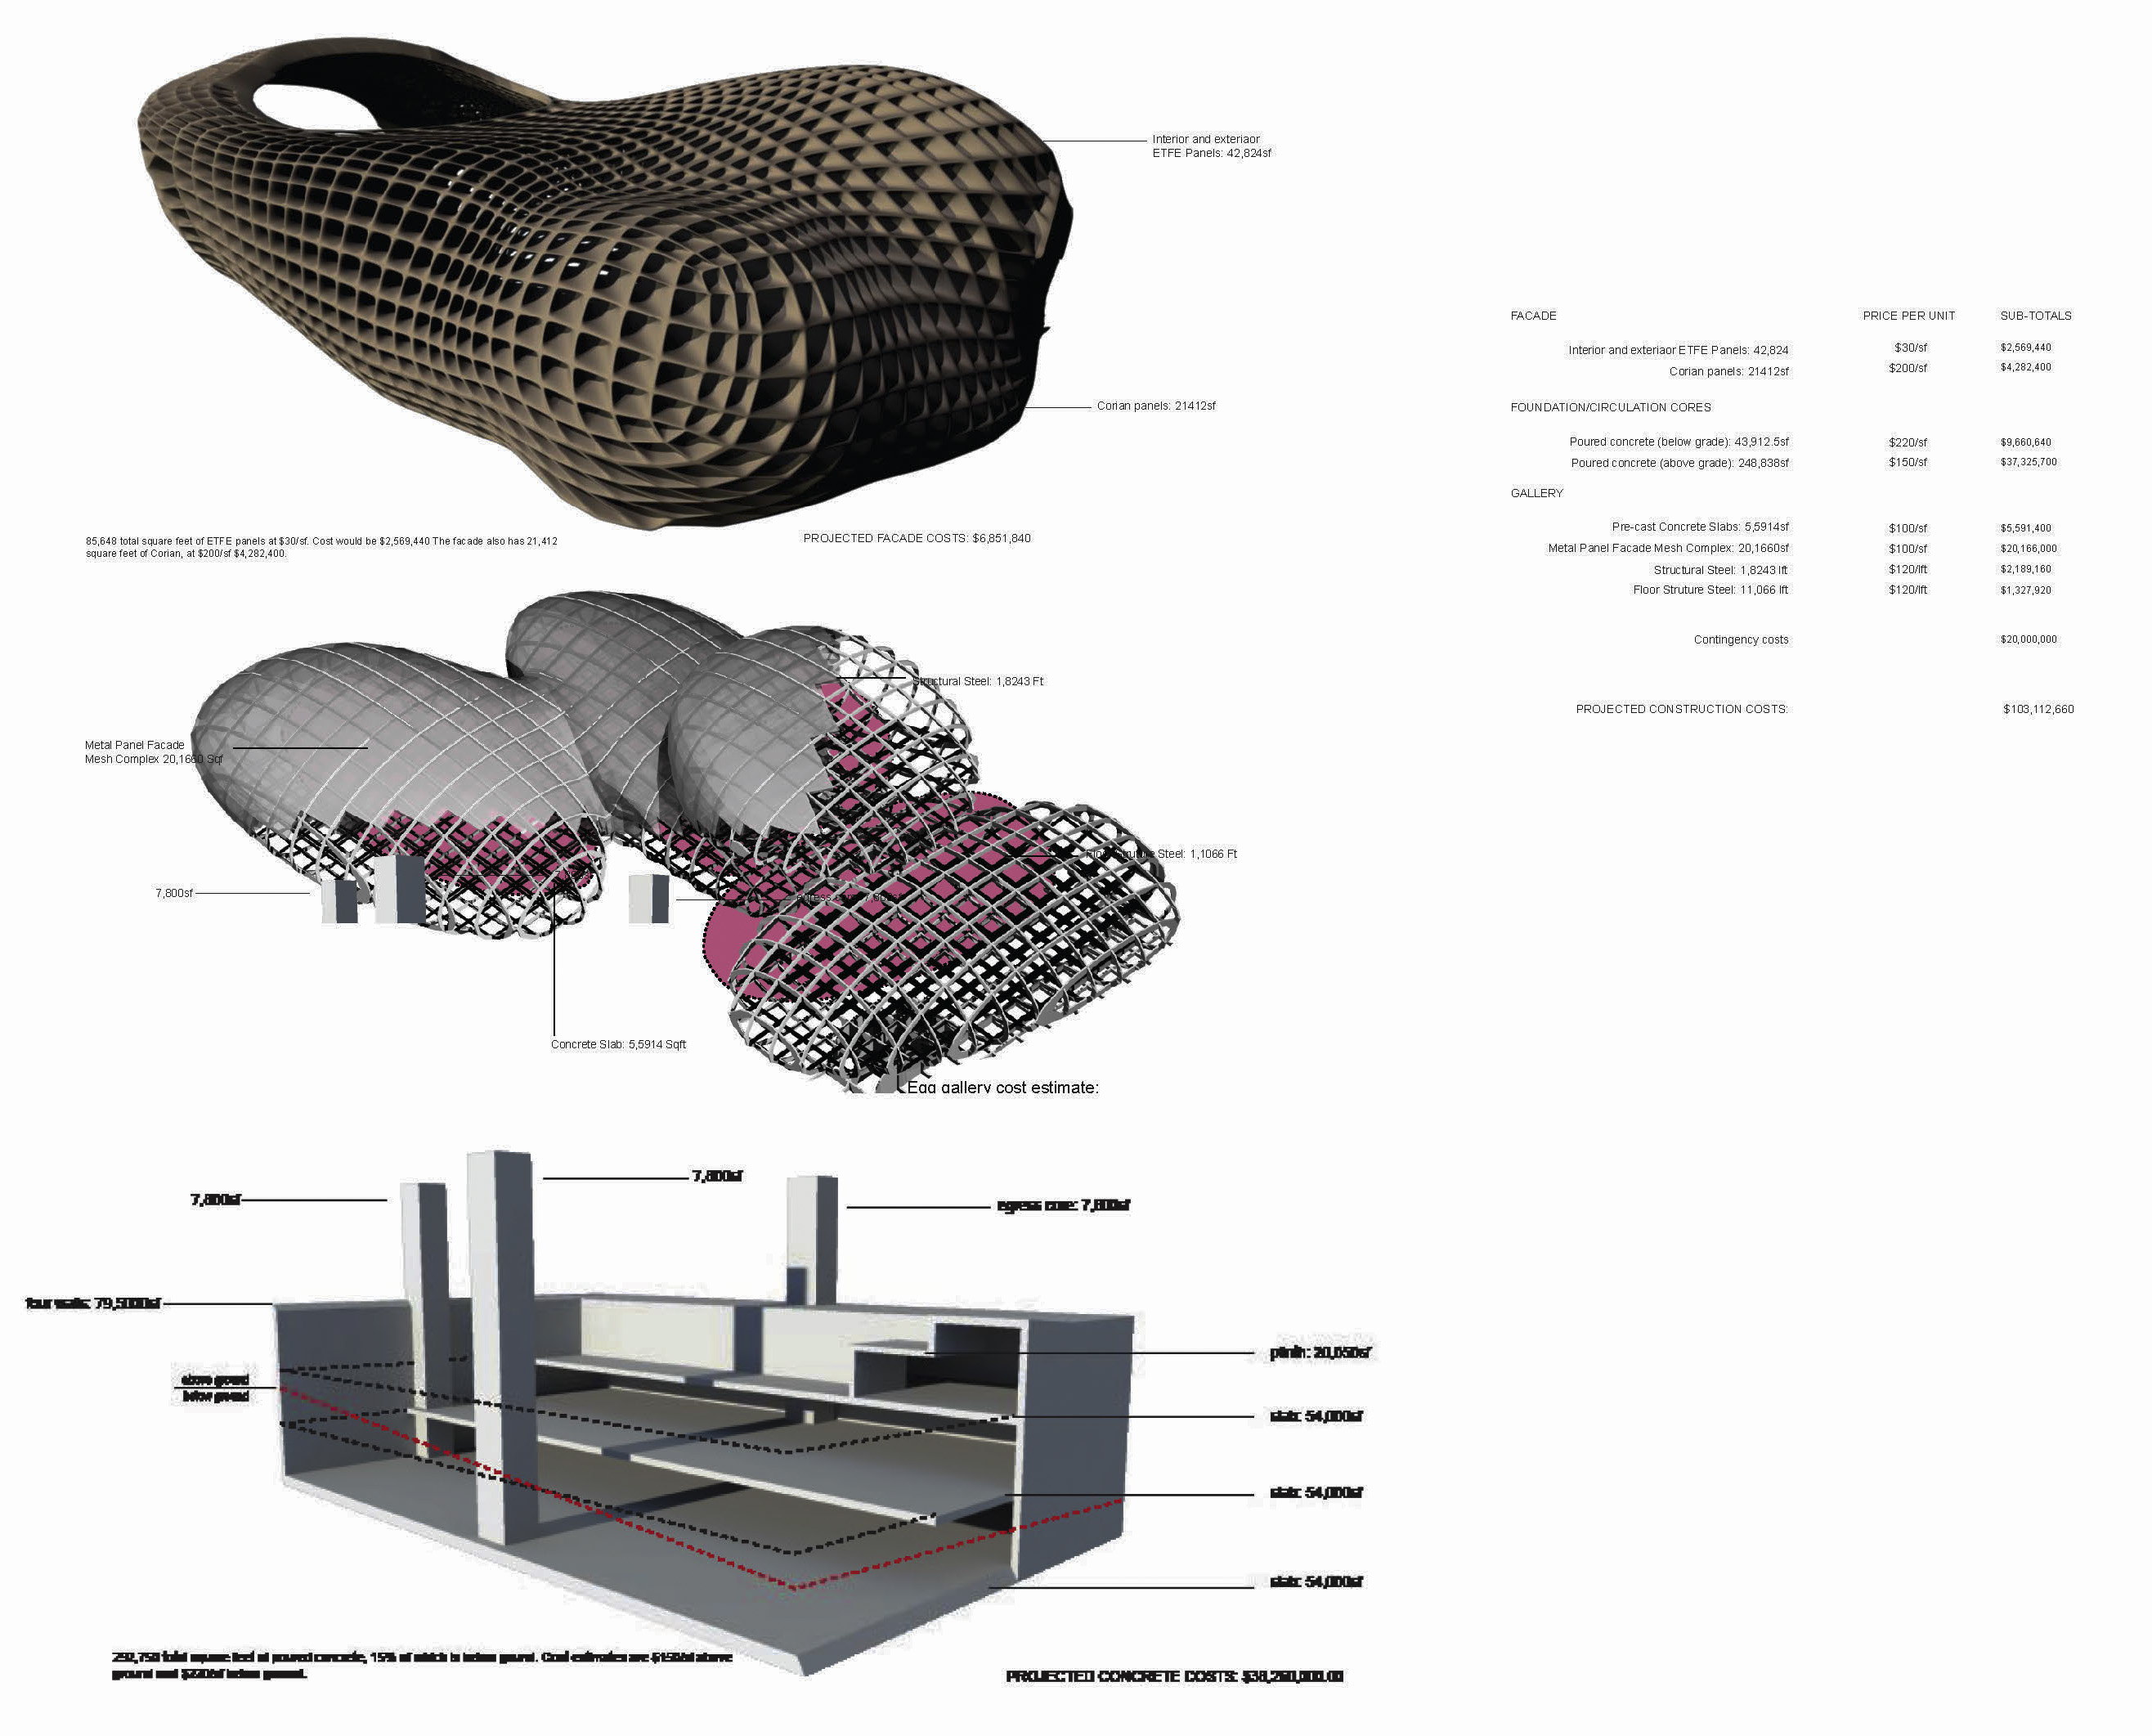 Interior and exteriaor
ETFE Panels: 42,824sf
Corian panels: 21412sf
85,648 total square feet of ETFE panels at $30/sf. Cost would be $2,569,440 The facade also has 21,412
square feet of Corian, at $200/sf $4,282,400.
PROJECTED FACADE COSTS: $6,851,840
Structural Steel: 1,8243 Ft
Metal Panel Facade
Mesh Complex 20,1660 Sqf
Steel: 1,1066 Ft
7,800sf
egress
Concrete Slab: 5,5914 Sqft
Egg gallery cost estimate:
7,800sf
7,800sf
egress core: 7,800sf
four walls: 79,5000sf
above ground
below ground
plinth: 20,050sf
slab: 54,000sf
slab: 54,000sf
slab: 54,000sf
292,750 total square feet of poured concrete, 15% of which is below ground. Cost estimates are $150/sf above
ground and $220/sf below ground.
PROJECTED CONCRETE COSTS:
FACADE PRICE PER UNIT SUB-TOTALS
Interior and exteriaor ETFE Panels: 42,824 $30/sf $2,569,440
Corian panels: 21412sf $200/sf $4,282,400
FOUNDATION/CIRCULATION CORES
Poured concrete (below grade): 43,912.5sf $220/sf $9,660,640
Poured concrete (above grade): 248,838sf $150/sf $37,325,700
GALLERY
Pre-cast Concrete Slabs: 5,5914sf $100/sf $5,591,400
Metal Panel Facade Mesh Complex: 20,1660sf $100/sf $20,166,000
Structural Steel: 1,8243 lft $120/lft $2,189,160
Floor Struture Steel: 11,066 lft $120/lft $1,327,920
Contingency costs $20,000,000
PROJECTED CONSTRUCTION COSTS: $103,112,660